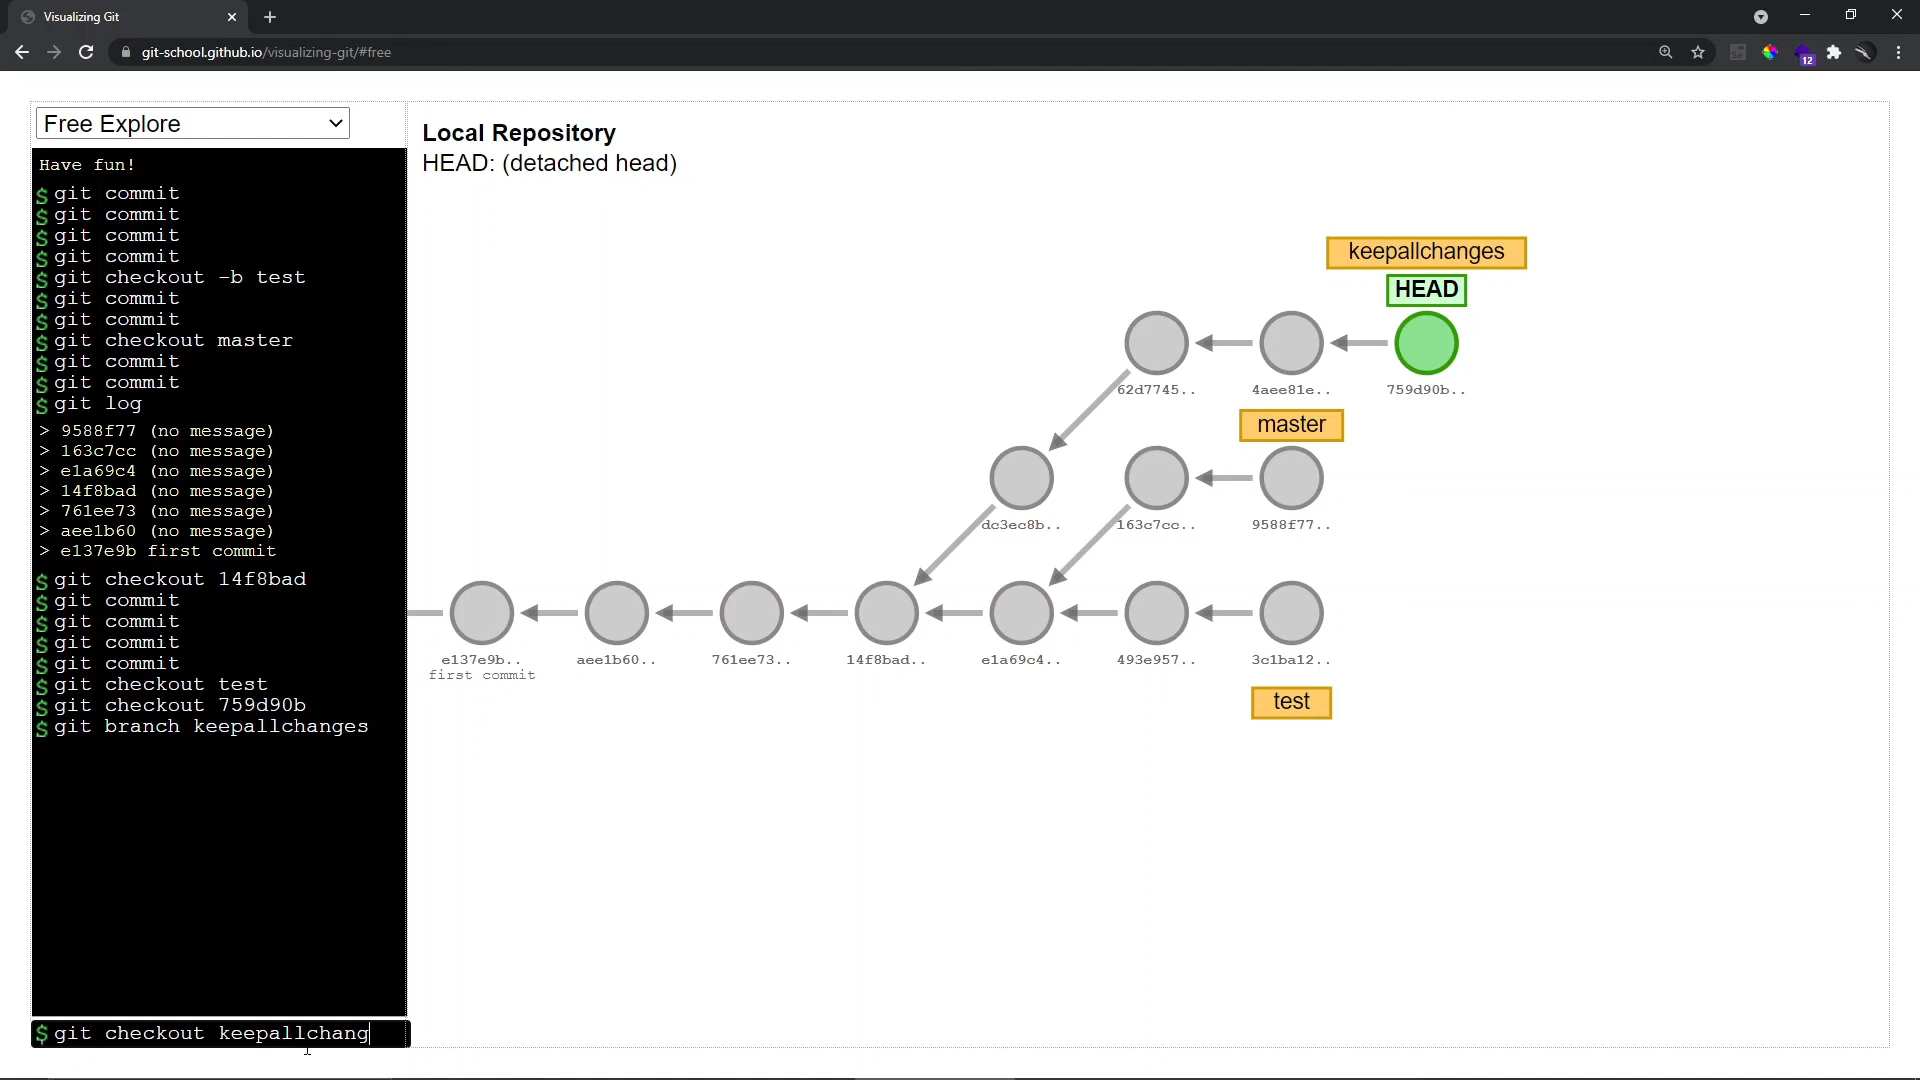 Visualizing Git
git-school.github.io/visualizing-git/#free
12
Free Explore
Have fun!
$ git commit
$ git commit
$ git commit
$ git commit
$ git checkout -b test
$ git commit
$ git commit
$ git checkout master
$ git commit
$ git commit
$ git log
> 9588f77 (no message)
> 163c7cc (no message)
> e1a69c4 (no message)
> 14f8bad (no message)
> 761ee73 (no message)
> aee1b60 (no message)
> e137e9b first commit
$ git checkout 14f8bad
$ git commit
$ git commit
$ git commit
$ git commit
$ git checkout test
$ git checkout 759d90b
$ git branch keepallchanges
$ git checkout keepallchang
Local Repository
HEAD: (detached head)
keepallchanges
HEAD
62d7745.. 4aee81e.. 759d90b..
master
dc3ec8b.. 163c7cc.. 9588f77..
e137e9b.. aee1b60.. 761ee73.. 14f8bad.. e1a69c4.. 493e957.. 3c1ba12..
first commit
test